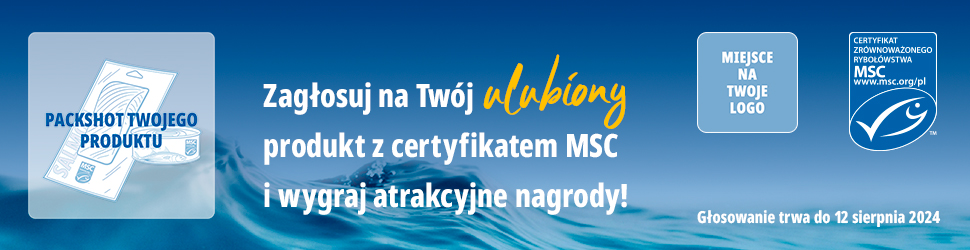 PACKSHOT TWOJEGO
PRODUKTU
MSC
Zagłosuj na Twój ulubiony
produkt z certyfikatem MSC
i wygraj atrakcyjne nagrody!
MIEJSCE
NA
TWOJE
LOGO
CERTYFIKAT
ZRÓWNOWAŻONEGO
RYBOŁÓWSTWA
MSC
www.msc.org/pl
TM
Głosowanie trwa do 12 sierpnia 2024